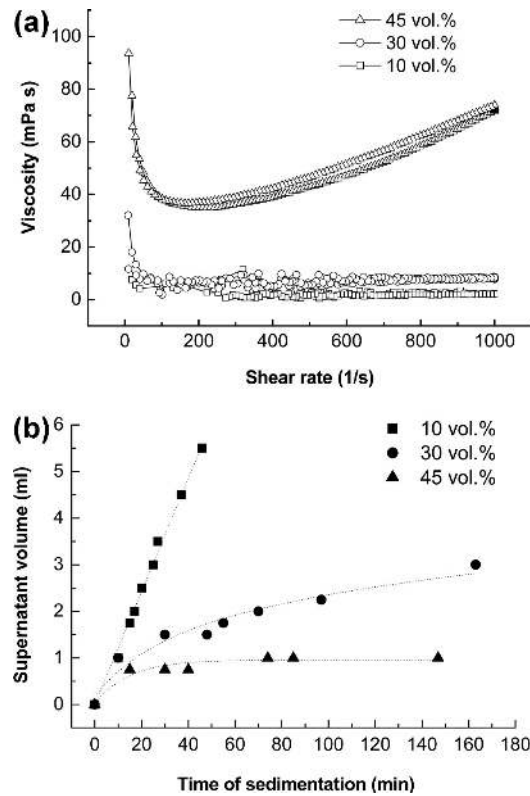 (a)
45 vol.%
30 vol.%
10 vol.%
100
80
60
40
20
0
Viscosity (mPa s)
0 200 400 600 800 1000
Shear rate (1/s)
(b)
10 vol.%
30 vol.%
45 vol.%
6
5
4
3
2
1
0
Supernatant volume (ml)
0 20 40 60 80 100 120 140 160 180
Time of sedimentation (min)